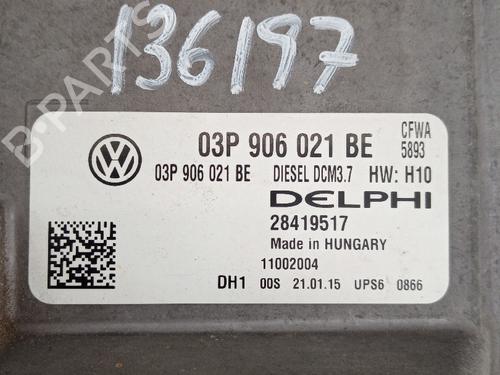 136197
B-PARTS
03P 906 021 BE
CFWA
5893
03P 906 021 BE DIESEL DCM3.7 HW: H10
DELPHI
28419517
Made in HUNGARY
11002004
DH1 00S 21.01.15 UPS6 0866